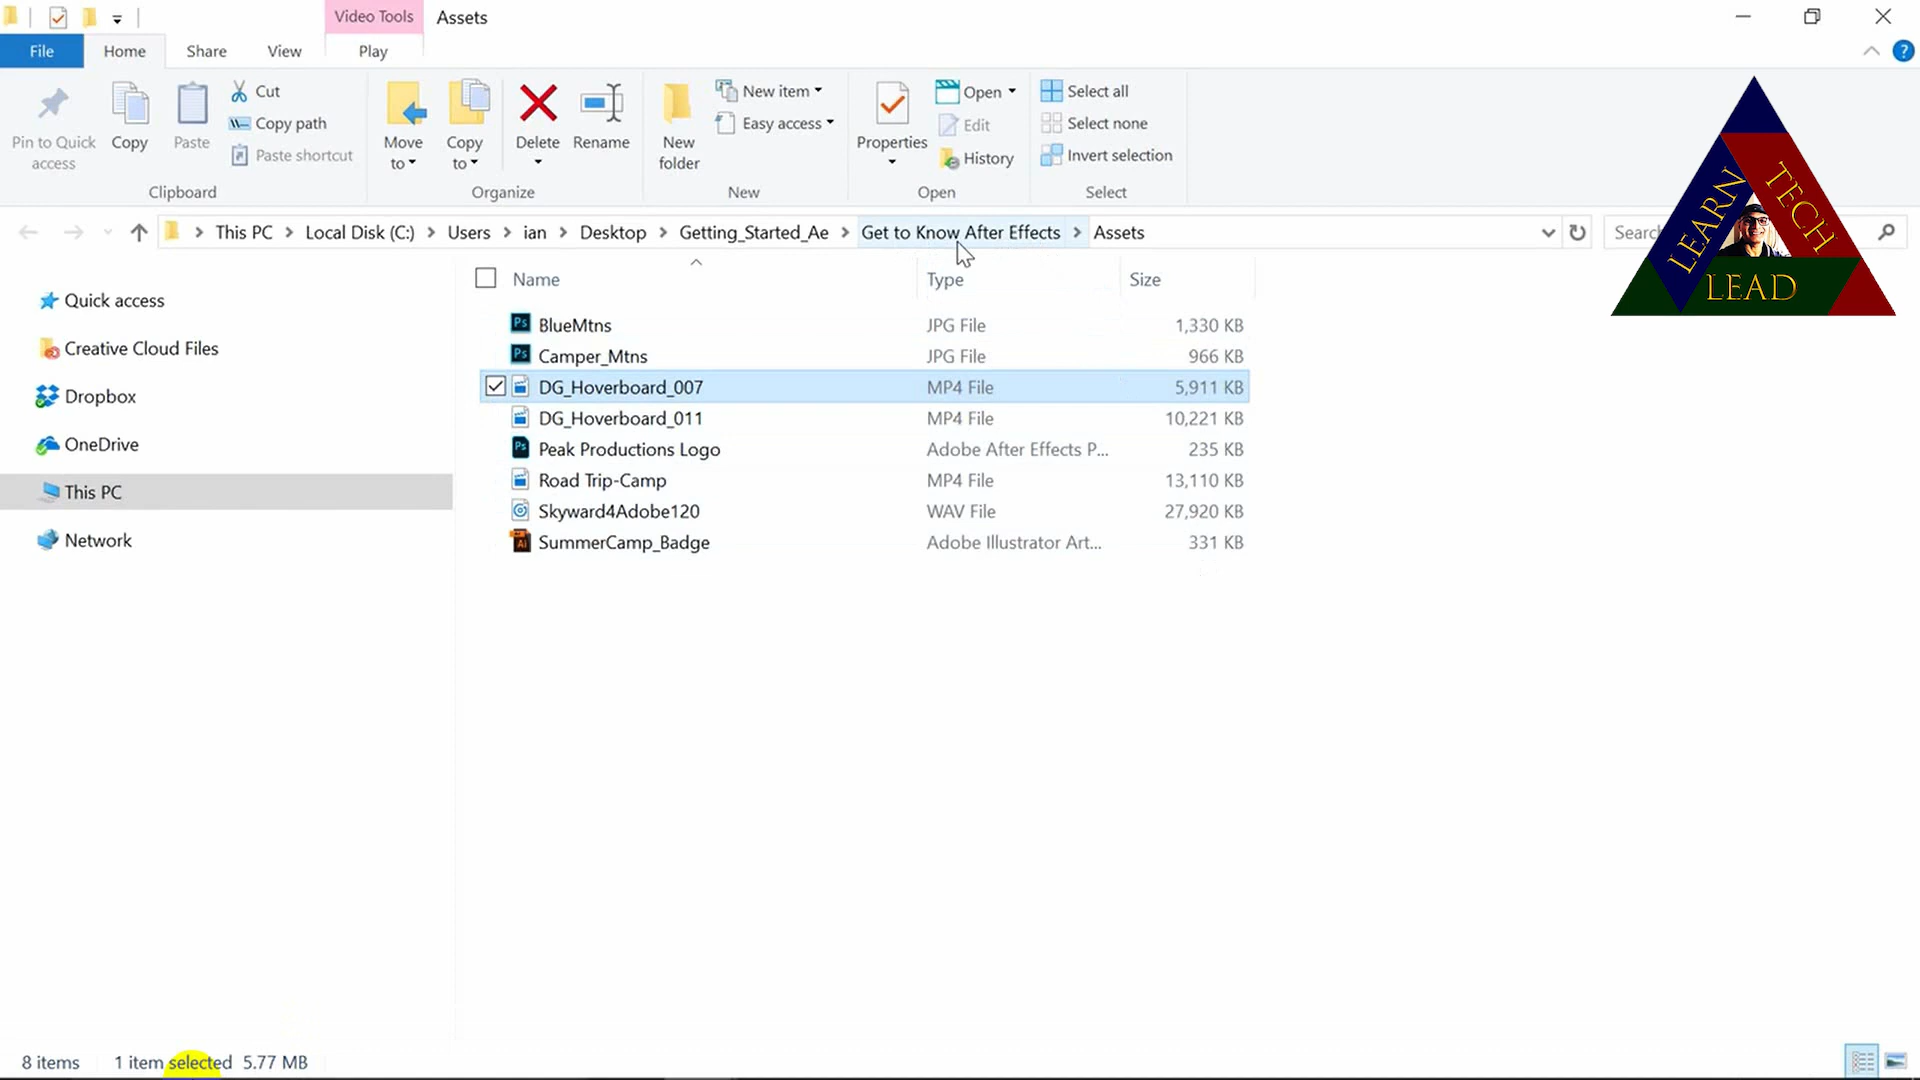 Video Tools
Assets
File
Home
Share
View
Play
Pin to Quick
access
Copy
Paste
Cut
Copy path
Paste shortcut
Clipboard
Move
to
Copy
to
Delete
Rename
Organize
New
folder
New item
Easy access
New
Properties
Open
Edit
History
Open
Select all
Select none
Invert selection
Select
LEARN
TECH
LEAD
This PC
Local Disk (C:)
Users
ian
Desktop
Getting_Started_Ae
Get to Know After Effects
Assets
Quick access
Creative Cloud Files
Dropbox
OneDrive
This PC
Network
Name Type Size
BlueMtns JPG File 1,330 KB
Camper_Mtns JPG File 966 KB
DG_Hoverboard_007 MP4 File 5,911 KB
DG_Hoverboard_011 MP4 File 10,221 KB
Peak Productions Logo Adobe After Effects P... 235 KB
Road Trip-Camp MP4 File 13,110 KB
Skyward4Adobe120 WAV File 27,920 KB
SummerCamp_Badge Adobe Illustrator Art... 331 KB
8 items 1 item selected 5.77 MB